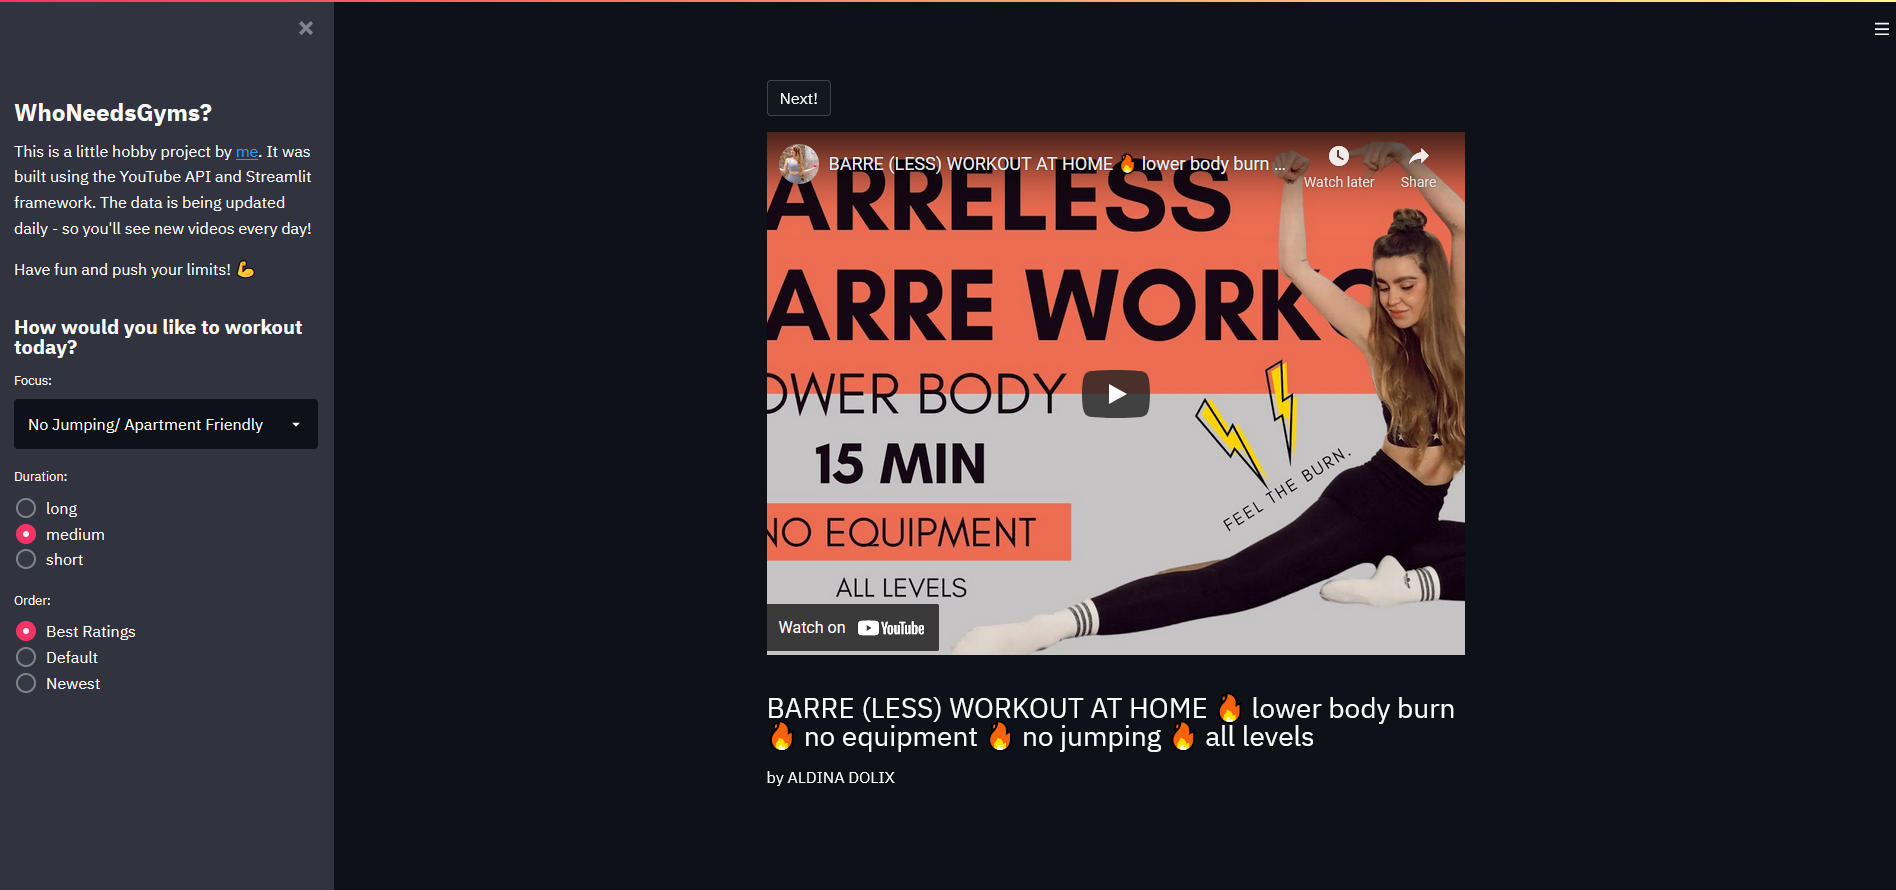 WhoNeedsGyms?
This is a little hobby project by me. It was
built using the YouTube API and Streamlit
framework. The data is being updated
daily - so you'll see new videos every day!
Have fun and push your limits! 💪
How would you like to workout
today?
Focus:
No Jumping/ Apartment Friendly
Duration:
long
medium
short
Order:
Best Ratings
Default
Newest
Next!
BARRE (LESS) WORKOUT AT HOME 🔥 lower body burn ...
Watch later
Share
ARRELESS
ARRE WORKO
OWER BODY
15 MIN
NO EQUIPMENT
ALL LEVELS
FEEL THE BURN.
Watch on YouTube
BARRE (LESS) WORKOUT AT HOME 🔥 lower body burn
🔥 no equipment 🔥 no jumping 🔥 all levels
by ALDINA DOLIX